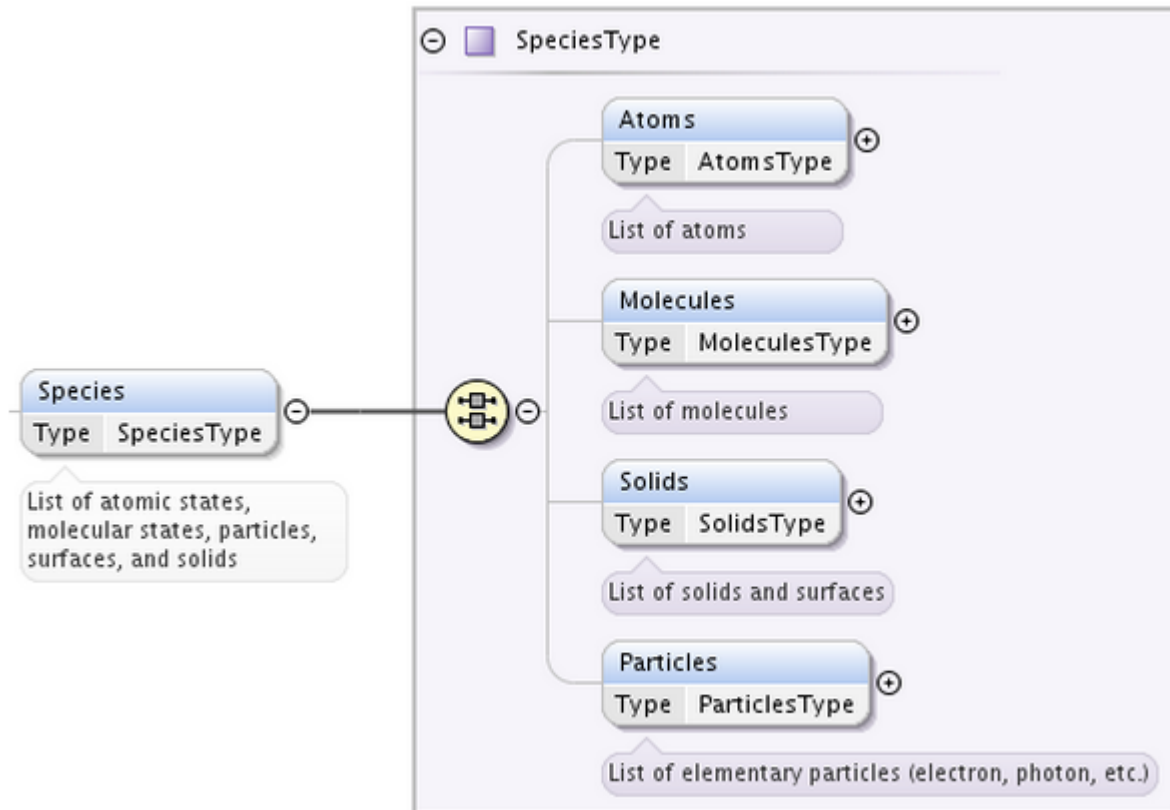 SpeciesType
Atoms
Type AtomsType
List of atoms
Molecules
Type MoleculesType
List of molecules
Species
Type SpeciesType
List of atomic states,
molecular states, particles,
surfaces, and solids
Solids
Type SolidsType
List of solids and surfaces
Particles
Type ParticlesType
List of elementary particles (electron, photon, etc.)